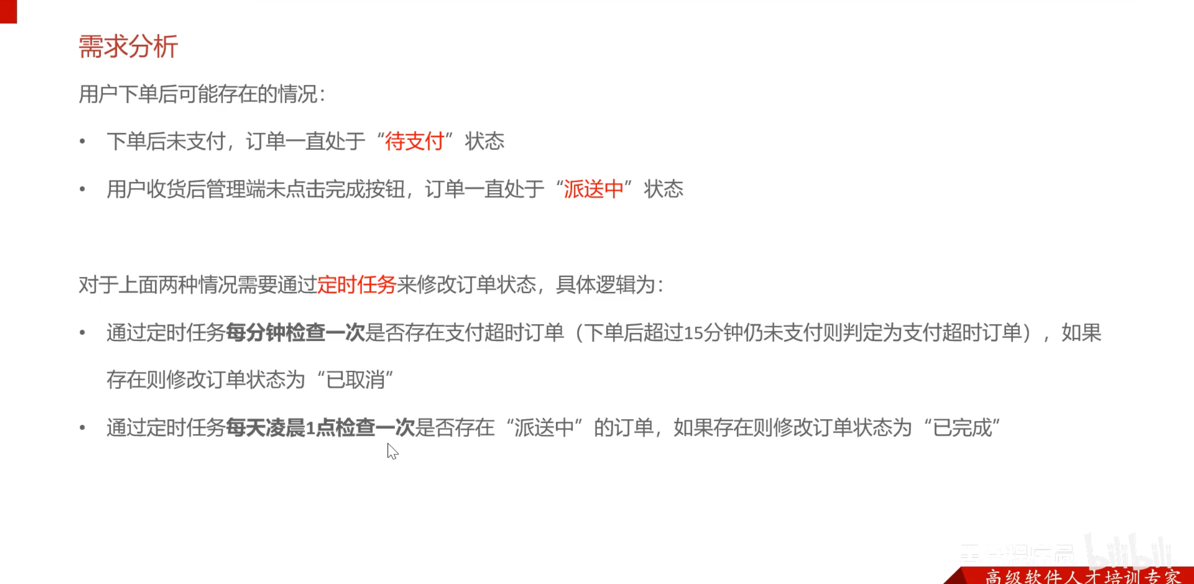 需求分析
用户下单后可能存在的情况：
• 下单后未支付，订单一直处于“待支付”状态
• 用户收货后管理端未点击完成按钮，订单一直处于“派送中”状态
对于上面两种情况需要通过定时任务来修改订单状态，具体逻辑为：
• 通过定时任务每分钟检查一次是否存在支付超时订单（下单后超过15分钟仍未支付则判定为支付超时订单），如果
存在则修改订单状态为“已取消”
• 通过定时任务每天凌晨1点检查一次是否存在“派送中”的订单，如果存在则修改订单状态为“已完成”
bilibili
高级软件人才培训专家